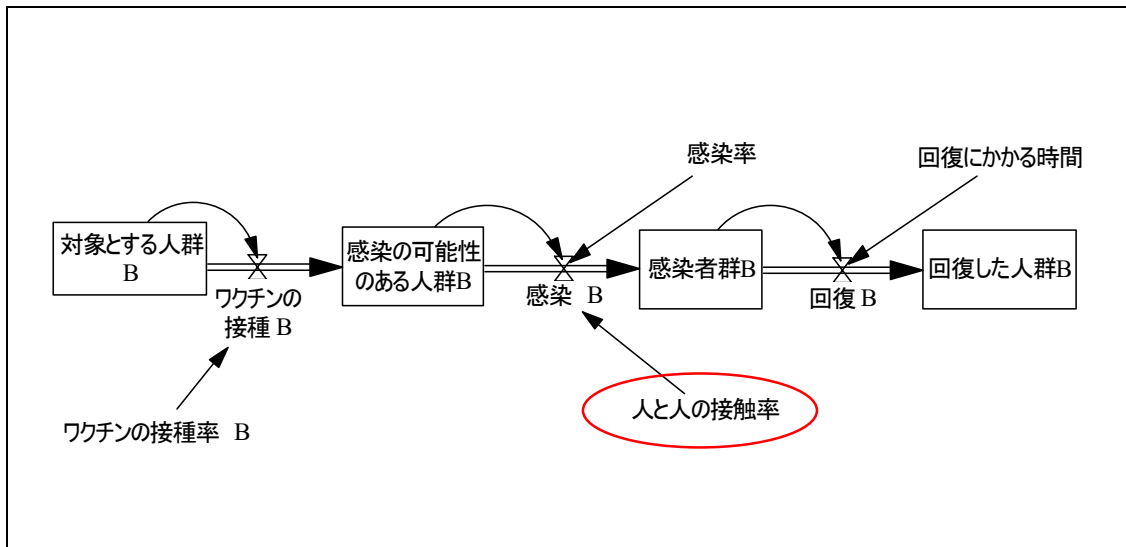 感染率
回復にかかる時間
対象とする人群
B
感染の可能性
のある人群B
感染者群B
回復した人群B
ワクチンの
接種 B
感染 B
回復 B
人と人の接触率
ワクチンの接種率 B